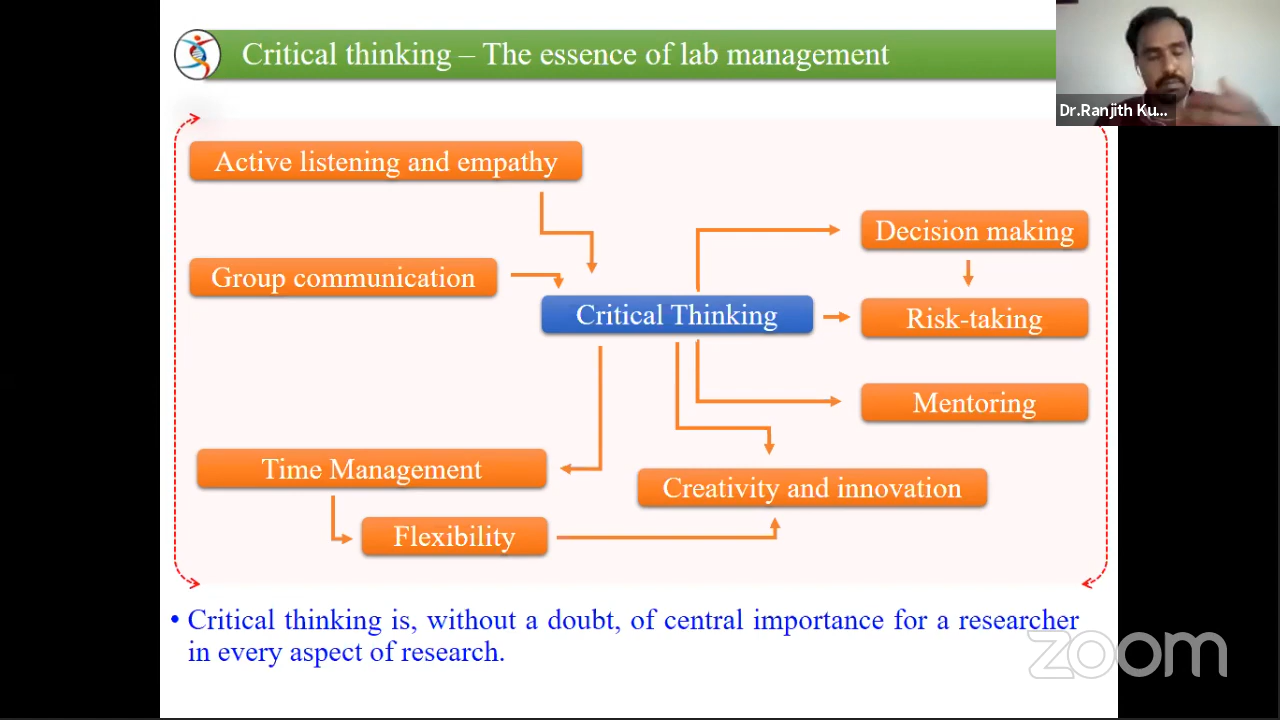 Critical thinking – The essence of lab management
Dr.Ranjith Ku...
Active listening and empathy
Decision making
Group communication
Critical Thinking
Risk-taking
Mentoring
Time Management
Creativity and innovation
Flexibility
• Critical thinking is, without a doubt, of central importance for a researcher
in every aspect of research.
zoom